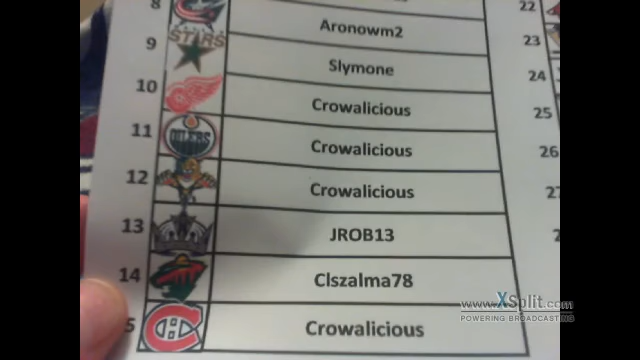 8 Aronowm2 22
9 STARS Slymone 23
10 Crowalicious 24
11 OILERS Crowalicious 25
12 Crowalicious 26
13 JROB13
14 Clszalma78
Crowalicious
www.XSplit.com
POWERING BROADCASTING